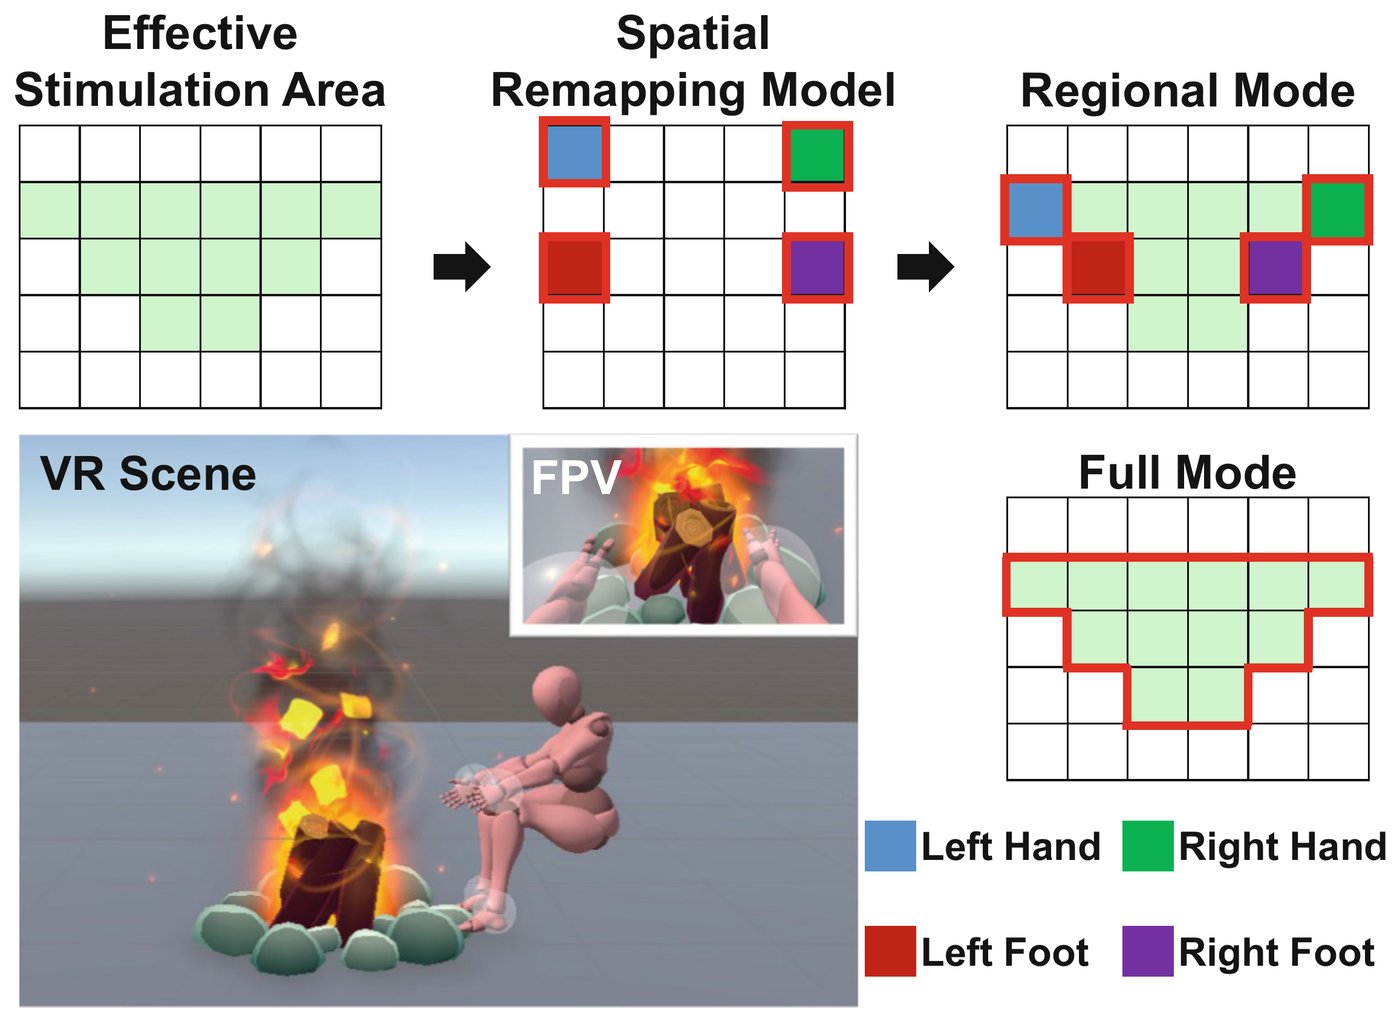 Effective
Stimulation Area
Spatial
Remapping Model
Regional Mode
VR Scene
FPV
Full Mode
Left Hand
Right Hand
Left Foot
Right Foot